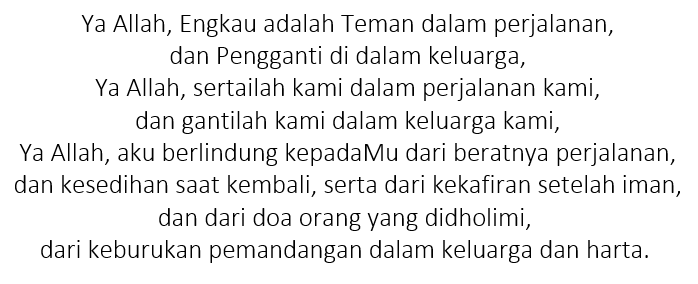 Ya Allah, Engkau adalah Teman dalam perjalanan,
dan Pengganti di dalam keluarga,
Ya Allah, sertailah kami dalam perjalanan kami,
dan gantilah kami dalam keluarga kami,
Ya Allah, aku berlindung kepadaMu dari beratnya perjalanan,
dan kesedihan saat kembali, serta dari kekafiran setelah iman,
dan dari doa orang yang didholimi,
dari keburukan pemandangan dalam keluarga dan harta.